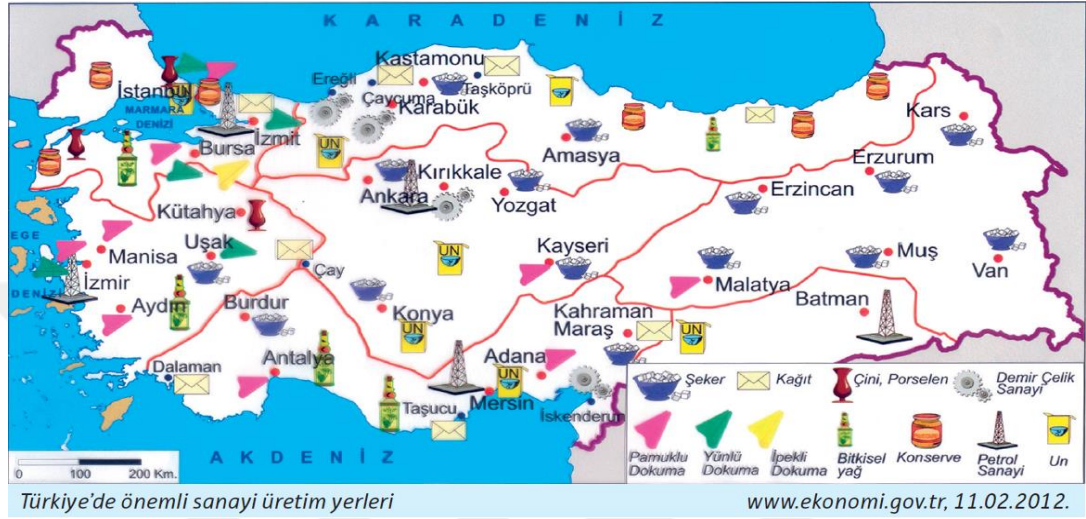 KARADENİZ
Kastamonu
Ereğli
Taşköprü
İstanbul
Çaycuma
Karabük
Kars
MARMARA
DENİZİ
İzmit
UN
Bursa
Amasya
Erzurum
Kırıkkale
Ankara
Yozgat
Erzincan
Kütahya
EGE
Uşak
Manisa
UN
Kayseri
Muş
Çay
Van
İzmir
Malatya
DENİZİ
Batman
Aydın
Burdur
Konya
UN
Kahraman
Maraş
UN
Antalya
Adana
Dalaman
UN
Mersin
Taşucu
İskenderun
AKDENİZ
Şeker
Kağıt
Çini, Porselen
Demir Çelik
Sanayi
UN
Pamuklu
Dokuma
Yünlü
Dokuma
İpekli
Dokuma
Bitkisel
yağ
Konserve
Petrol
Sanayi
Un
0 100 200 Km.
Türkiye’de önemli sanayi üretim yerleri
www.ekonomi.gov.tr, 11.02.2012.